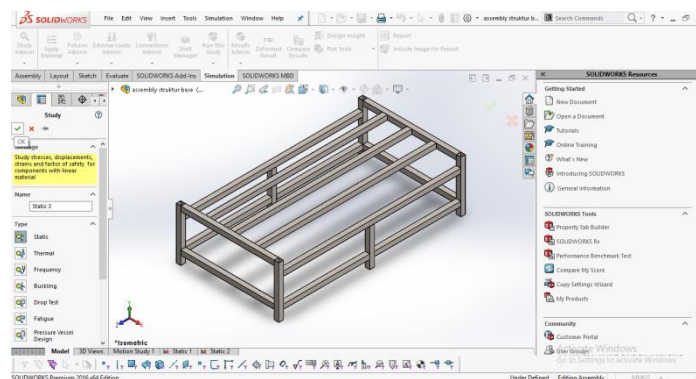 SOLIDWORKS File Edit View Insert Tools Simulation Window Help
assembly struktur b...
Search Commands
Study Advisor
Apply Material
Fixtures Advisor
External Loads Advisor
Connections Advisor
Shell Manager
Run This Study
Results Advisor
Deformed Result
Compare Results
Design Insight
Plot Tools
Report
Include Image for Report
Assembly Layout Sketch Evaluate SOLIDWORKS Add-Ins Simulation SOLIDWORKS MBD
assembly struktur base (...
Study
OK
Message
Study stresses, displacements,
strains and factor of safety for
components with linear
material
Name
Static 3
Type
Static
Thermal
Frequency
Buckling
Drop Test
Fatigue
Pressure Vessel
Design
*Isometric
Model 3D Views Motion Study 1 Static 1 Static 2
SOLIDWORKS Premium 2016 x64 Edition
Under Defined Editing Assembly MMGS
SOLIDWORKS Resources
Getting Started
New Document
Open a Document
Tutorials
Online Training
What's New
Introducing SOLIDWORKS
General Information
SOLIDWORKS Tools
Property Tab Builder
SOLIDWORKS Rx
Performance Benchmark Test
Compare My Score
Copy Settings Wizard
My Products
Community
Customer Portal
User Groups
Activate Windows
Go to Settings to activate Windows.